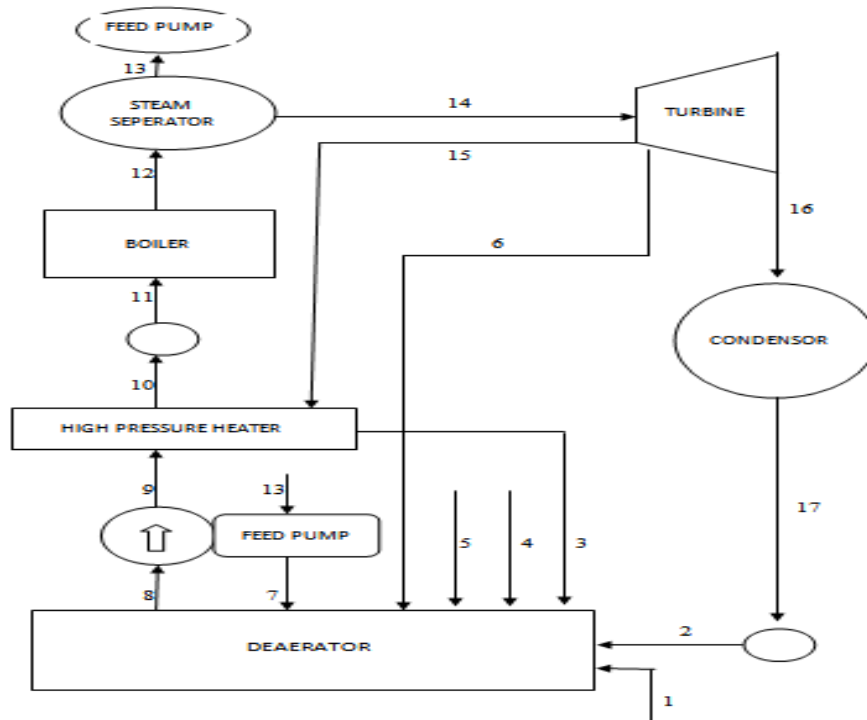 FEED PUMP
13
STEAM
SEPERATOR
14
TURBINE
15
12
16
6
BOILER
11
CONDENSOR
10
HIGH PRESSURE HEATER
9
13
17
FEED PUMP
5
4
3
8
7
2
DEAERATOR
1